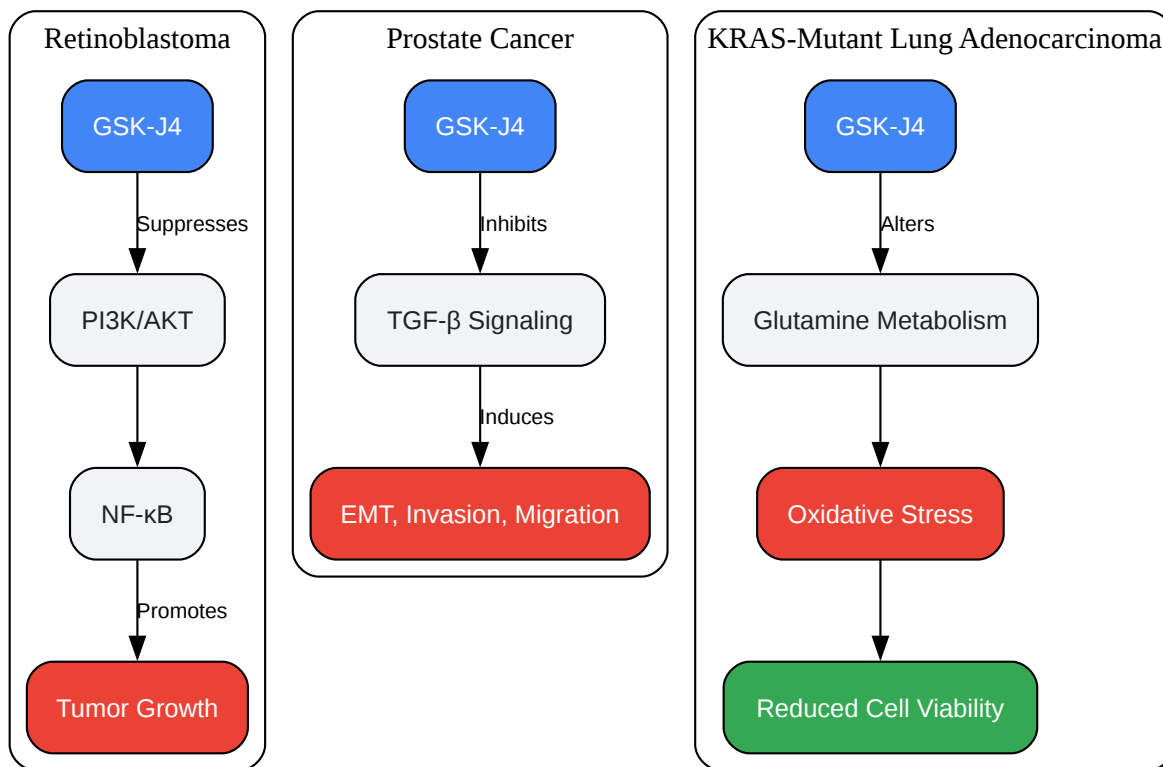 Retinoblastoma
GSK-J4
Suppresses
PI3K/AKT
NF-κB
Promotes
Tumor Growth
Prostate Cancer
GSK-J4
Inhibits
TGF-β Signaling
Induces
EMT, Invasion, Migration
KRAS-Mutant Lung Adenocarcinoma
GSK-J4
Alters
Glutamine Metabolism
Oxidative Stress
Reduced Cell Viability